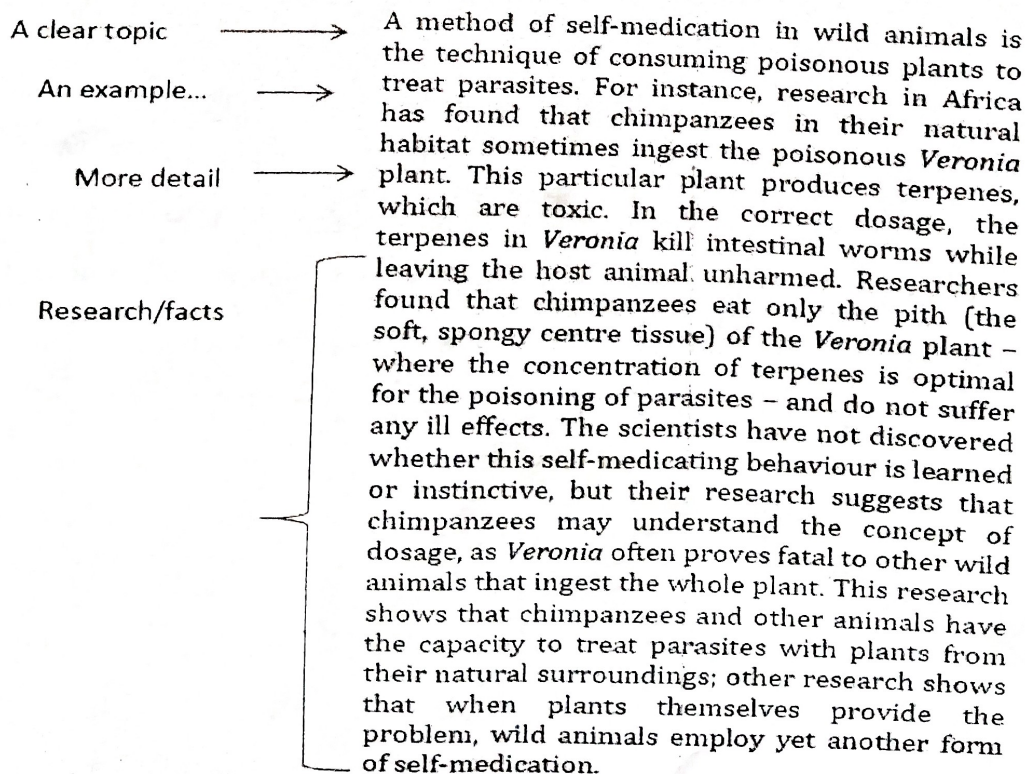 A clear topic
An example...
More detail
Research/facts
A method of self-medication in wild animals is
the technique of consuming poisonous plants to
treat parasites. For instance, research in Africa
has found that chimpanzees in their natural
habitat sometimes ingest the poisonous Veronia
plant. This particular plant produces terpenes,
which are toxic. In the correct dosage, the
terpenes in Veronia kill intestinal worms while
leaving the host animal unharmed. Researchers
found that chimpanzees eat only the pith (the
soft, spongy centre tissue) of the Veronia plant –
where the concentration of terpenes is optimal
for the poisoning of parasites – and do not suffer
any ill effects. The scientists have not discovered
whether this self-medicating behaviour is learned
or instinctive, but their research suggests that
chimpanzees may understand the concept of
dosage, as Veronia often proves fatal to other wild
animals that ingest the whole plant. This research
shows that chimpanzees and other animals have
the capacity to treat parasites with plants from
their natural surroundings; other research shows
that when plants themselves provide the
problem, wild animals employ yet another form
of self-medication.